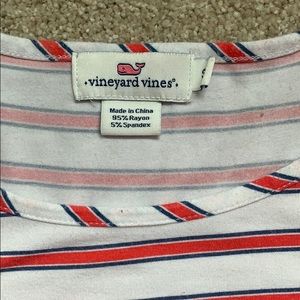 vineyard vines®
S
Made in China
95% Rayon
5% Spandex